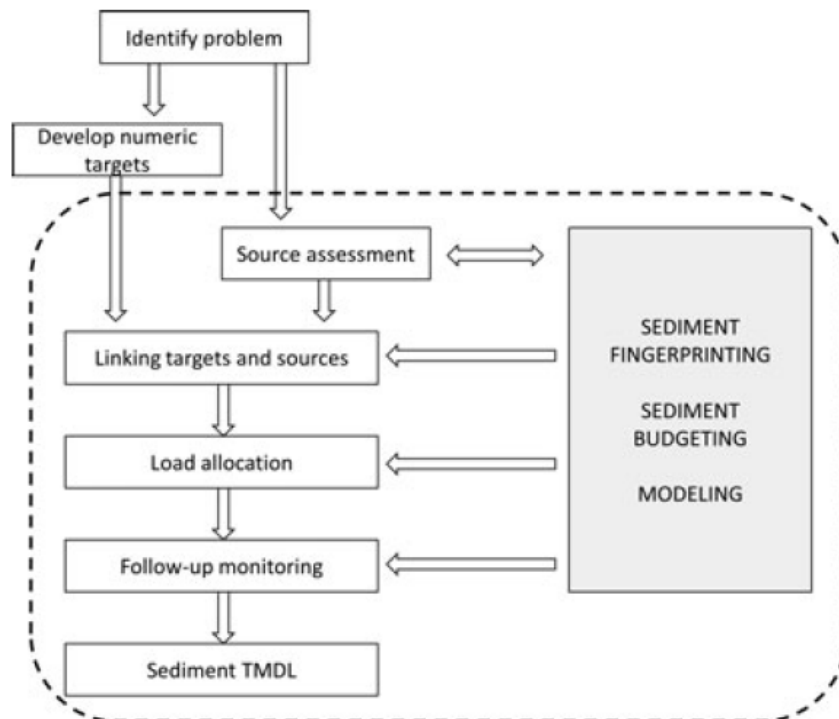 Identify problem
Develop numeric
targets
Source assessment
SEDIMENT
FINGERPRINTING
SEDIMENT
BUDGETING
MODELING
Linking targets and sources
Load allocation
Follow-up monitoring
Sediment TMDL